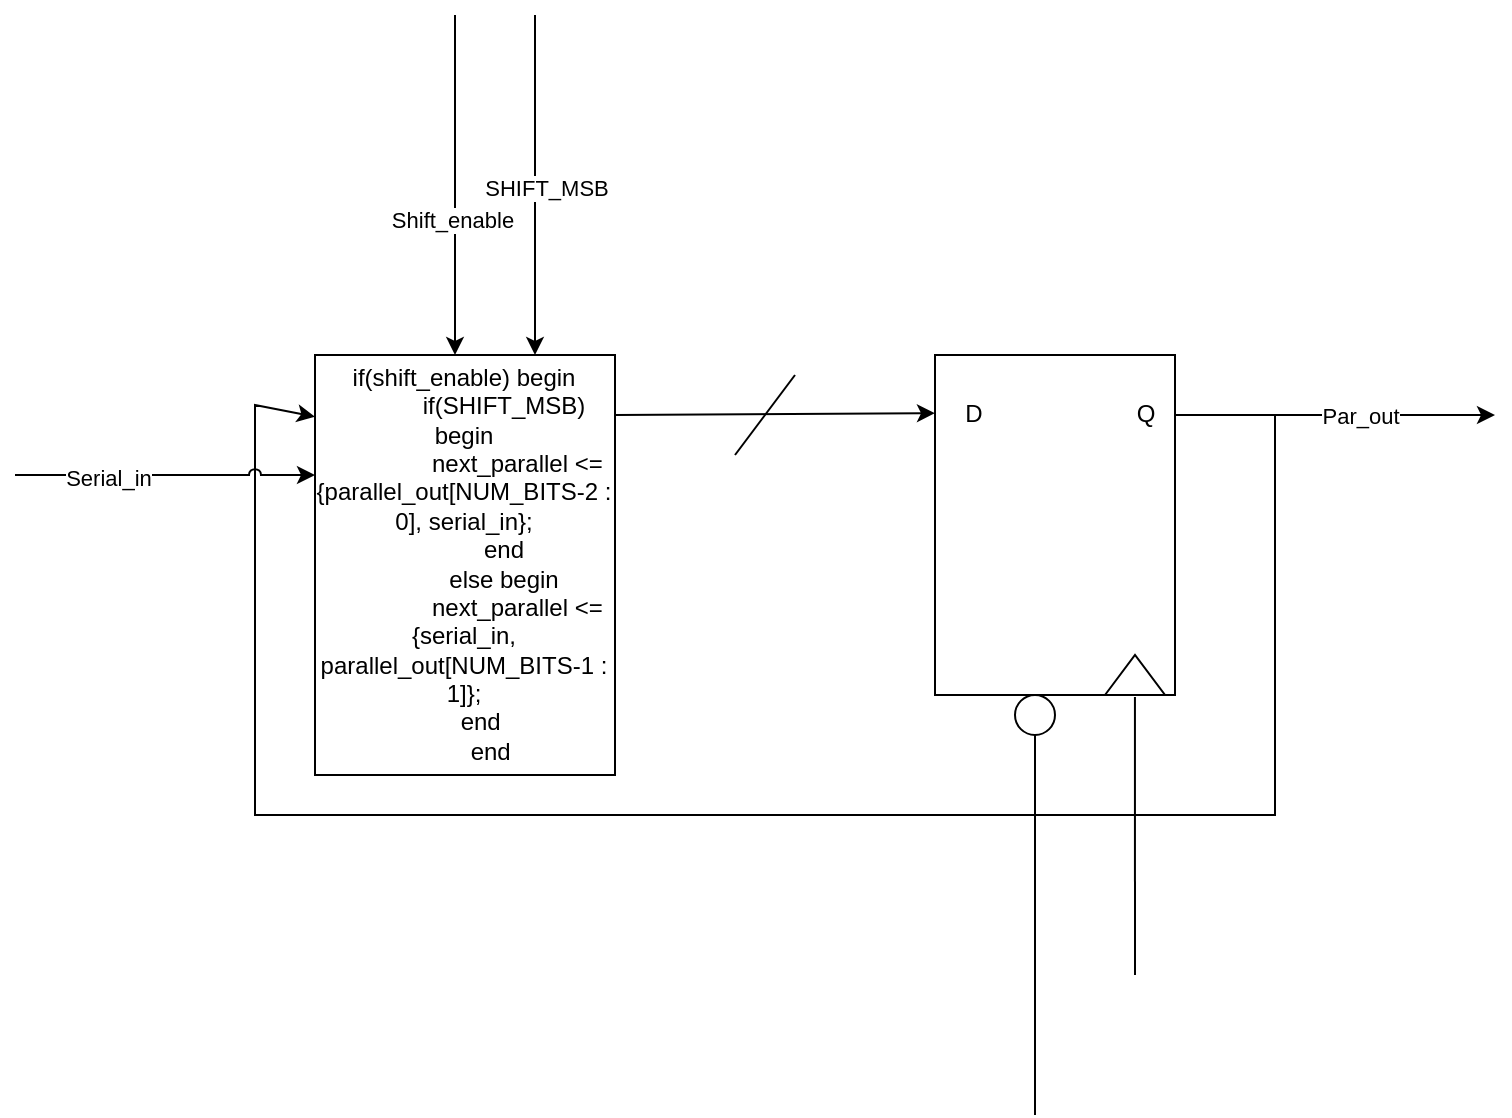 SHIFT_MSB
Shift_enable
if(shift_enable) begin
if(SHIFT_MSB)
begin
next_parallel <=
{parallel_out[NUM_BITS-2 :
0], serial_in};
end
else begin
next_parallel <=
{serial_in,
parallel_out[NUM_BITS-1 :
1]};
end
end
Serial_in
D
Q
Par_out